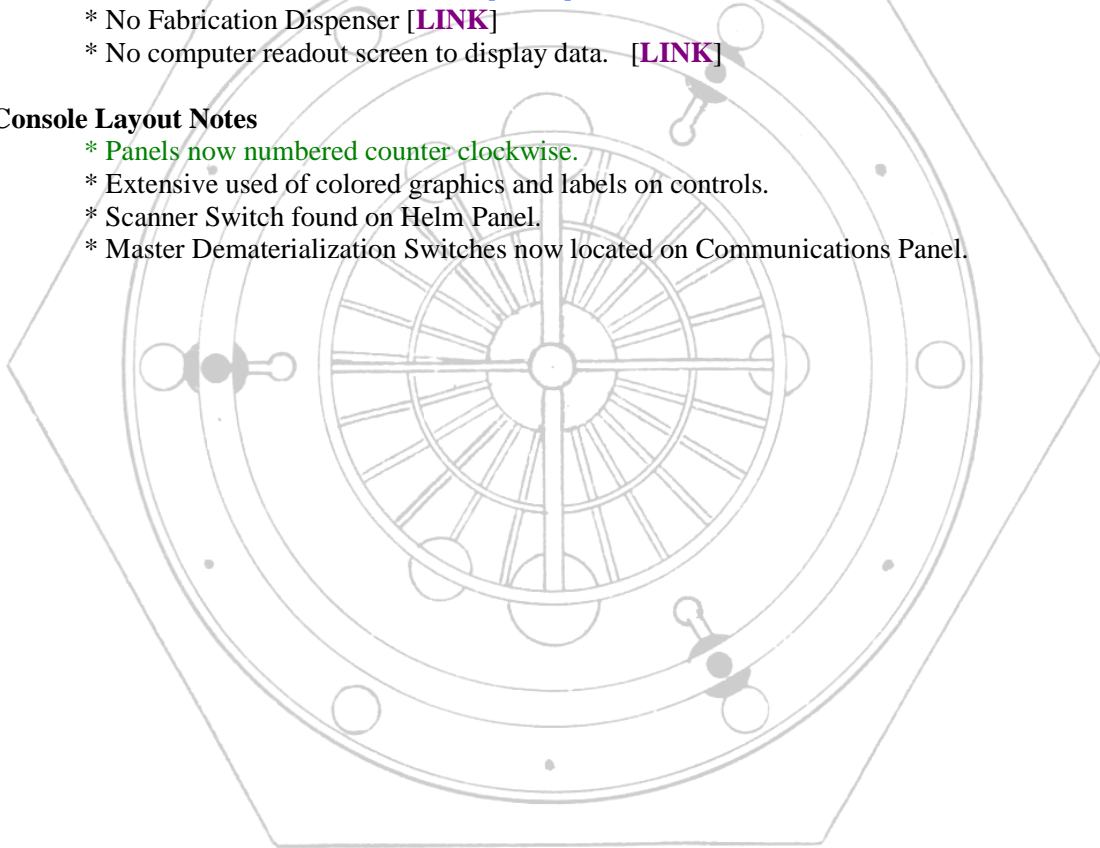 * No Fabrication Dispenser [LINK]
* No computer readout screen to display data. [LINK]
Console Layout Notes
* Panels now numbered counter clockwise.
* Extensive used of colored graphics and labels on controls.
* Scanner Switch found on Helm Panel.
* Master Dematerialization Switches now located on Communications Panel.